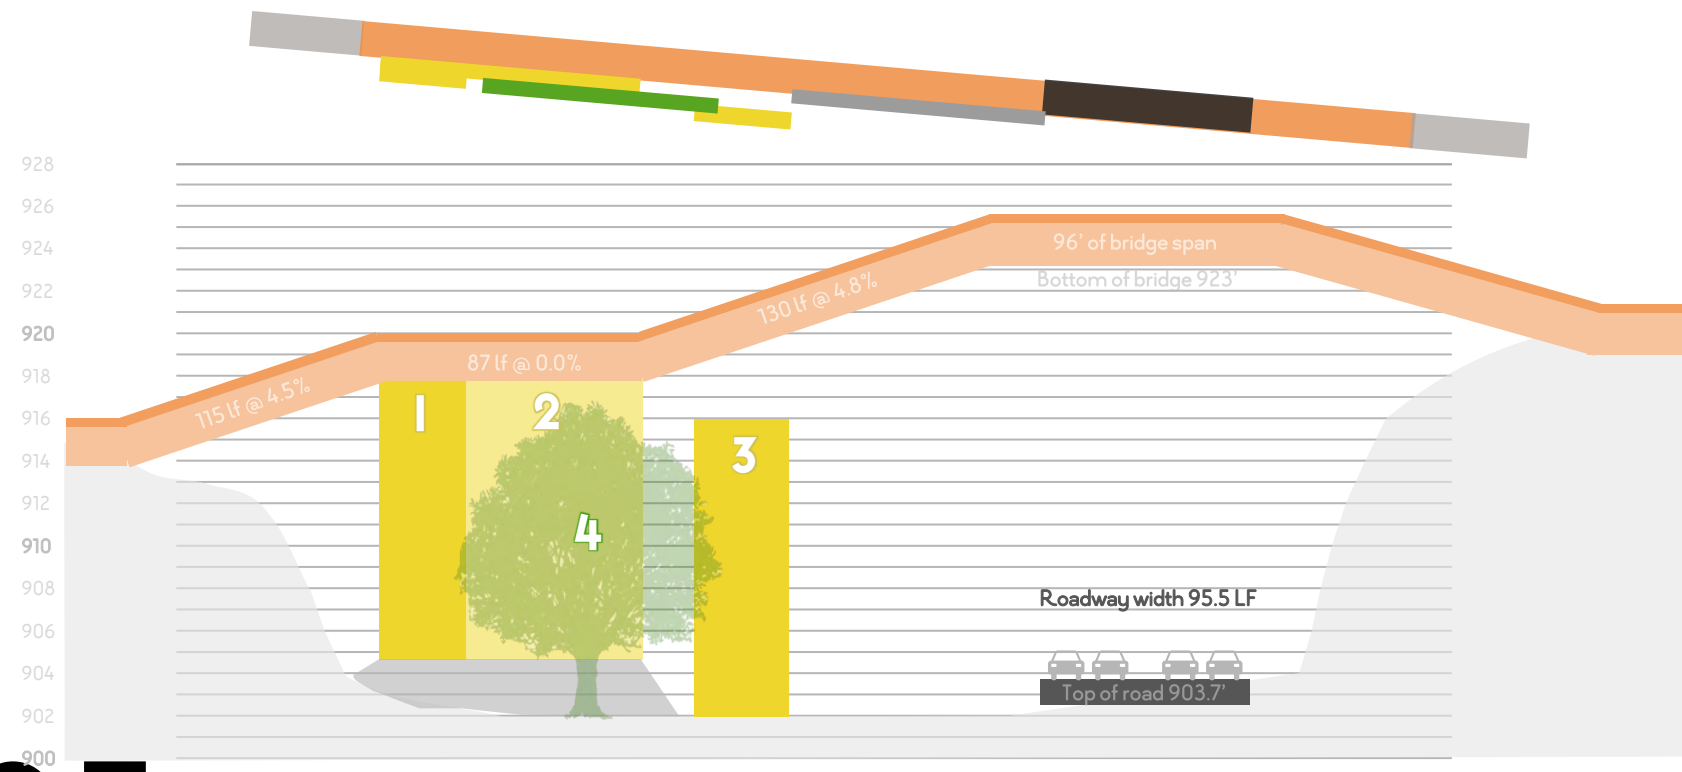 928
926
924
922
920
918
916
914
912
910
908
906
904
902
900
96' of bridge span
Bottom of bridge 923'
130 lf @ 4.8%
87 lf @ 0.0%
115 lf @ 4.5%
1
2
3
4
Roadway width 95.5 LF
Top of road 903.7'